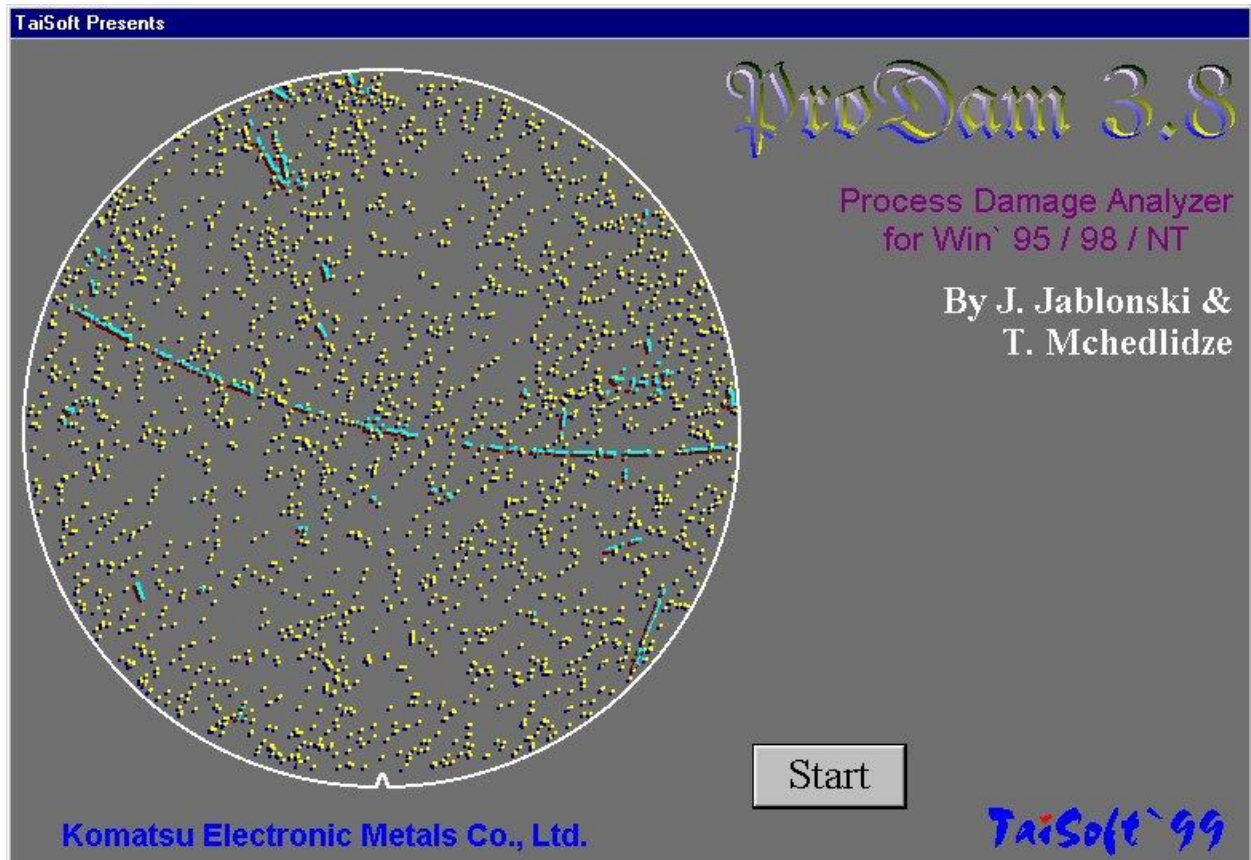 TaiSoft Presents
ProDam 3.8
Process Damage Analyzer
for Win` 95 / 98 / NT
By J. Jablonski &
T. Mchedlidze
Start
Komatsu Electronic Metals Co., Ltd.
TaiSoft`99